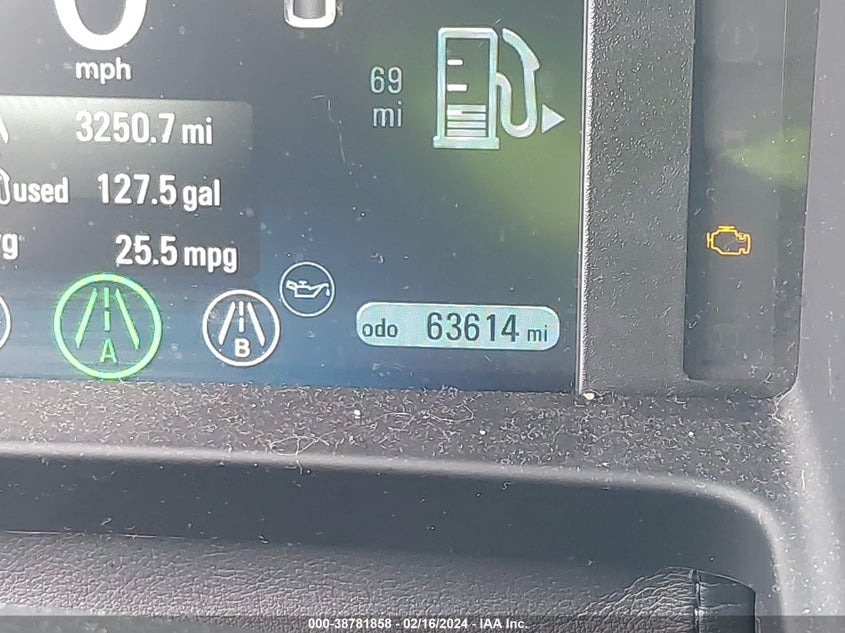 0
mph
69
mi
3250.7 mi
used 127.5 gal
g 25.5 mpg
A
B
odo 63614 mi
000-38781858 - 02/16/2024 - IAA Inc.